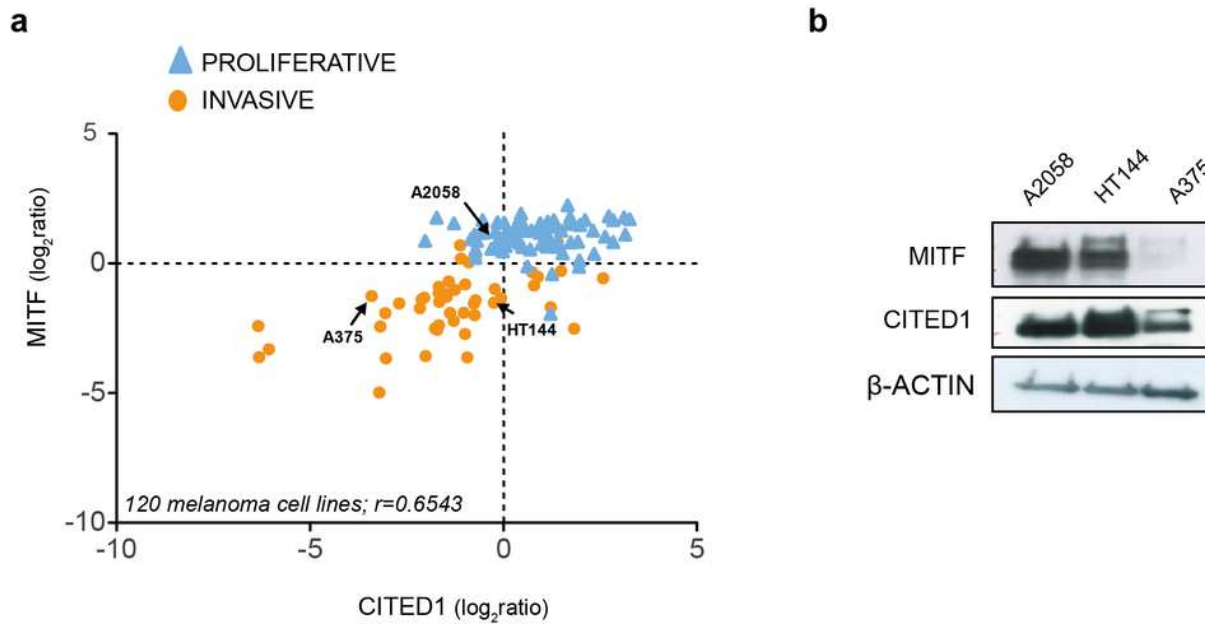 a
PROLIFERATIVE
INVASIVE
5
0
-5
-10
MITF (log₂ratio)
A2058
A375
HT144
120 melanoma cell lines; r=0.6543
-10
-5
0
5
CITED1 (log₂ratio)
b
A2058
HT144
A375
MITF
CITED1
β-ACTIN